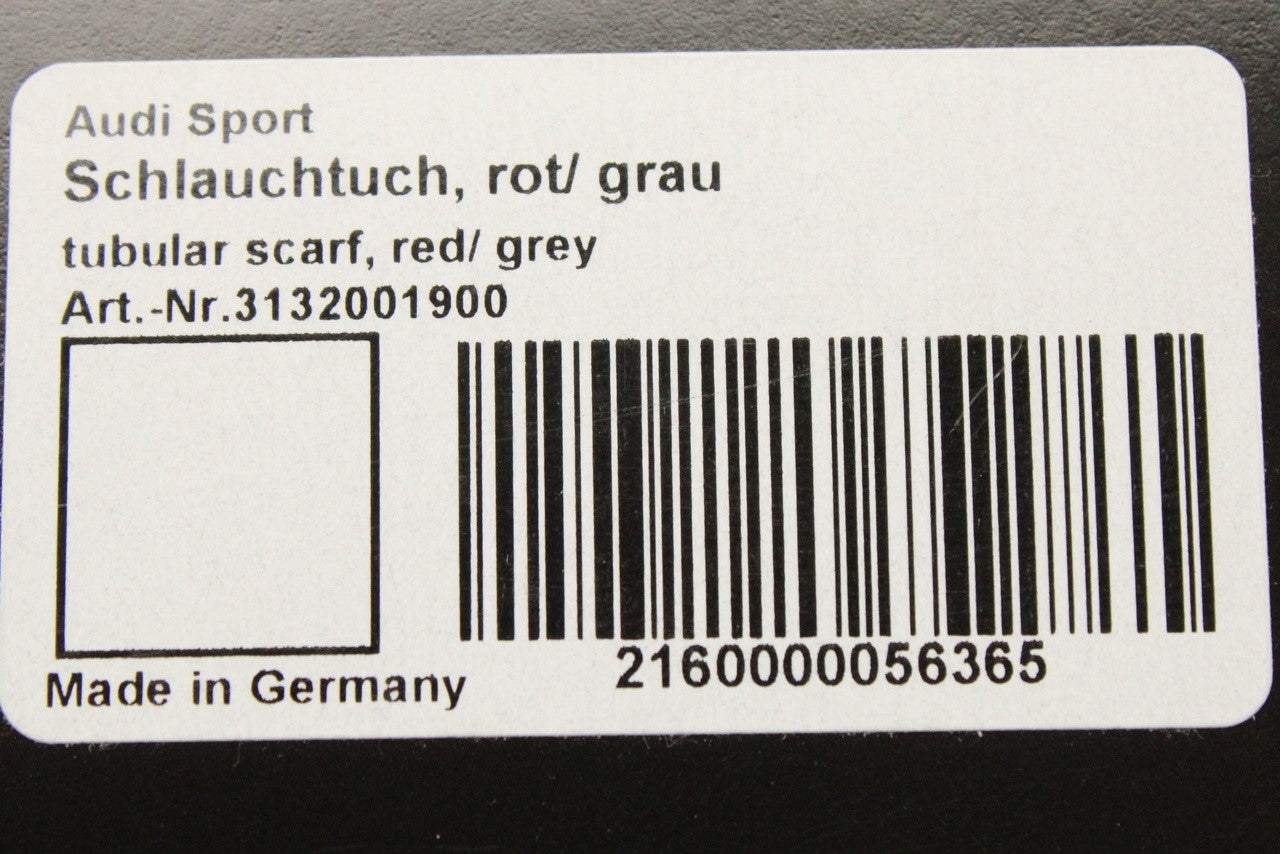 Audi Sport
Schlauchtuch, rot/ grau
tubular scarf, red/ grey
Art.-Nr.3132001900
2160000056365
Made in Germany